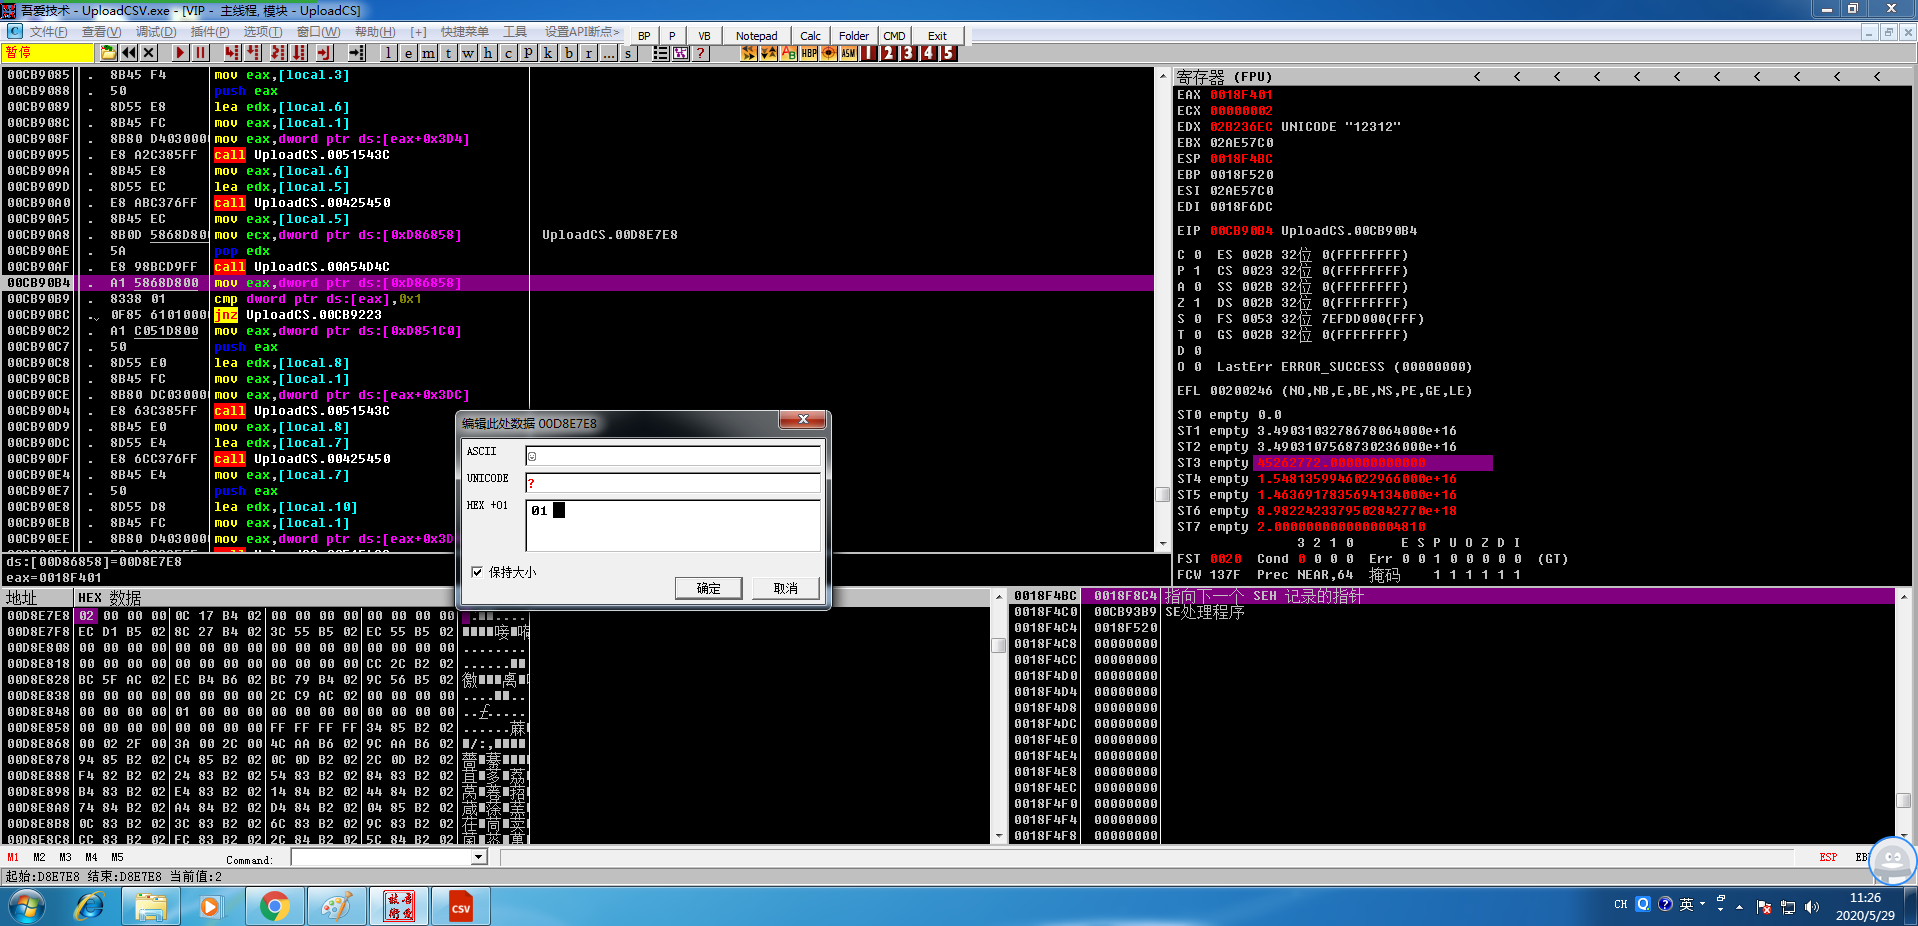 吾爱技术 - UploadCSV.exe - [VIP - 主线程, 模块 - UploadCS]
文件(F) 查看(V) 调试(D) 插件(P) 选项(T) 窗口(W) 帮助(H) [+] 快捷菜单 工具 设置API断点> BP P VB Notepad Calc Folder CMD Exit
暂停 l e m t w h c p k b r ... s ? HBP ASM 1 2 3 4 5
00CB9085 . 8B45 F4 mov eax,[local.3]
00CB9088 . 50 push eax
00CB9089 . 8D55 E8 lea edx,[local.6]
00CB908C . 8B45 FC mov eax,[local.1]
00CB908F . 8B80 D4030000 mov eax,dword ptr ds:[eax+0x3D4]
00CB9095 . E8 A2C385FF call UploadCS.0051543C
00CB909A . 8B45 E8 mov eax,[local.6]
00CB909D . 8D55 EC lea edx,[local.5]
00CB90A0 . E8 ABC376FF call UploadCS.00425450
00CB90A5 . 8B45 EC mov eax,[local.5]
00CB90A8 . 8B0D 5868D800 mov ecx,dword ptr ds:[0xD86858] UploadCS.00D8E7E8
00CB90AE . 5A pop edx
00CB90AF . E8 98BCD9FF call UploadCS.00A54D4C
00CB90B4 . A1 5868D800 mov eax,dword ptr ds:[0xD86858]
00CB90B9 . 8338 01 cmp dword ptr ds:[eax],0x1
00CB90BC . 0F85 61010000 jnz UploadCS.00CB9223
00CB90C2 . A1 C051D800 mov eax,dword ptr ds:[0xD851C0]
00CB90C7 . 50 push eax
00CB90C8 . 8D55 E0 lea edx,[local.8]
00CB90CB . 8B45 FC mov eax,[local.1]
00CB90CE . 8B80 DC030000 mov eax,dword ptr ds:[eax+0x3DC]
00CB90D4 . E8 63C385FF call UploadCS.0051543C
00CB90D9 . 8B45 E0 mov eax,[local.8]
00CB90DC . 8D55 E4 lea edx,[local.7]
00CB90DF . E8 6CC376FF call UploadCS.00425450
00CB90E4 . 8B45 E4 mov eax,[local.7]
00CB90E7 . 50 push eax
00CB90E8 . 8D55 D8 lea edx,[local.10]
00CB90EB . 8B45 FC mov eax,[local.1]
00CB90EE . 8B80 D4030000 mov eax,dword ptr ds:[eax+0x3D
ds:[00D86858]=00D8E7E8
eax=0018F401
寄存器 (FPU) < < < < < < < < < < <
EAX 0018F401
ECX 00000002
EDX 02B236EC UNICODE "12312"
EBX 02AE57C0
ESP 0018F4BC
EBP 0018F520
ESI 02AE57C0
EDI 0018F6DC
EIP 00CB90B4 UploadCS.00CB90B4
C 0 ES 002B 32位 0(FFFFFFFF)
P 1 CS 0023 32位 0(FFFFFFFF)
A 0 SS 002B 32位 0(FFFFFFFF)
Z 1 DS 002B 32位 0(FFFFFFFF)
S 0 FS 0053 32位 7EFDD000(FFF)
T 0 GS 002B 32位 0(FFFFFFFF)
D 0
O 0 LastErr ERROR_SUCCESS (00000000)
EFL 00200246 (NO,NB,E,BE,NS,PE,GE,LE)
ST0 empty 0.0
ST1 empty 3.4903103278678064000e+16
ST2 empty 3.4903107568730236000e+16
ST3 empty 45262772.000000000000
ST4 empty 1.5481359946022966000e+16
ST5 empty 1.4636917835694134000e+16
ST6 empty 8.9822423379502842770e+18
ST7 empty 2.0000000000000004810
3 2 1 0 E S P U O Z D I
FST 0020 Cond 0 0 0 0 Err 0 0 1 0 0 0 0 0 (GT)
FCW 137F Prec NEAR,64 掩码 1 1 1 1 1 1
编辑此处数据 00D8E7E8
ASCII
UNICODE ?
HEX +01 01
保持大小
确定 取消
地址 HEX 数据
00D8E7E8 02 00 00 00 0C 17 B4 02 00 00 00 00 00 00 00 00
00D8E7F8 EC D1 B5 02 8C 27 B4 02 3C 55 B5 02 EC 55 B5 02
00D8E808 00 00 00 00 00 00 00 00 00 00 00 00 00 00 00 00
00D8E818 00 00 00 00 00 00 00 00 00 00 00 00 CC 2C B2 02
00D8E828 BC 5F AC 02 EC B4 B6 02 BC 79 B4 02 9C 56 B5 02
00D8E838 00 00 00 00 00 00 00 00 2C C9 AC 02 00 00 00 00
00D8E848 00 00 00 00 01 00 00 00 00 00 00 00 00 00 00 00
00D8E858 00 00 00 00 00 00 00 00 FF FF FF FF 34 85 B2 02
00D8E868 00 02 2F 00 3A 00 2C 00 4C AA B6 02 9C AA B6 02
00D8E878 94 85 B2 02 C4 85 B2 02 0C 0D B2 02 2C 0D B2 02
00D8E888 F4 82 B2 02 24 83 B2 02 54 83 B2 02 84 83 B2 02
00D8E898 B4 83 B2 02 E4 83 B2 02 14 84 B2 02 44 84 B2 02
00D8E8A8 74 84 B2 02 A4 84 B2 02 D4 84 B2 02 04 85 B2 02
00D8E8B8 0C 83 B2 02 3C 83 B2 02 6C 83 B2 02 9C 83 B2 02
00D8E8C8 CC 83 B2 02 FC 83 B2 02 2C 84 B2 02 5C 84 B2 02
0018F4BC 0018F8C4 指向下一个 SEH 记录的指针
0018F4C0 00CB93B9 SE处理程序
0018F4C4 0018F520
0018F4C8 00000000
0018F4CC 00000000
0018F4D0 00000000
0018F4D4 00000000
0018F4D8 00000000
0018F4DC 00000000
0018F4E0 00000000
0018F4E4 00000000
0018F4E8 00000000
0018F4EC 00000000
0018F4F0 00000000
0018F4F4 00000000
0018F4F8 00000000
M1 M2 M3 M4 M5 Command: ESP EB
起始:D8E7E8 结束:D8E7E8 当前值:2
CSV
CH 英 11:26
2020/5/29